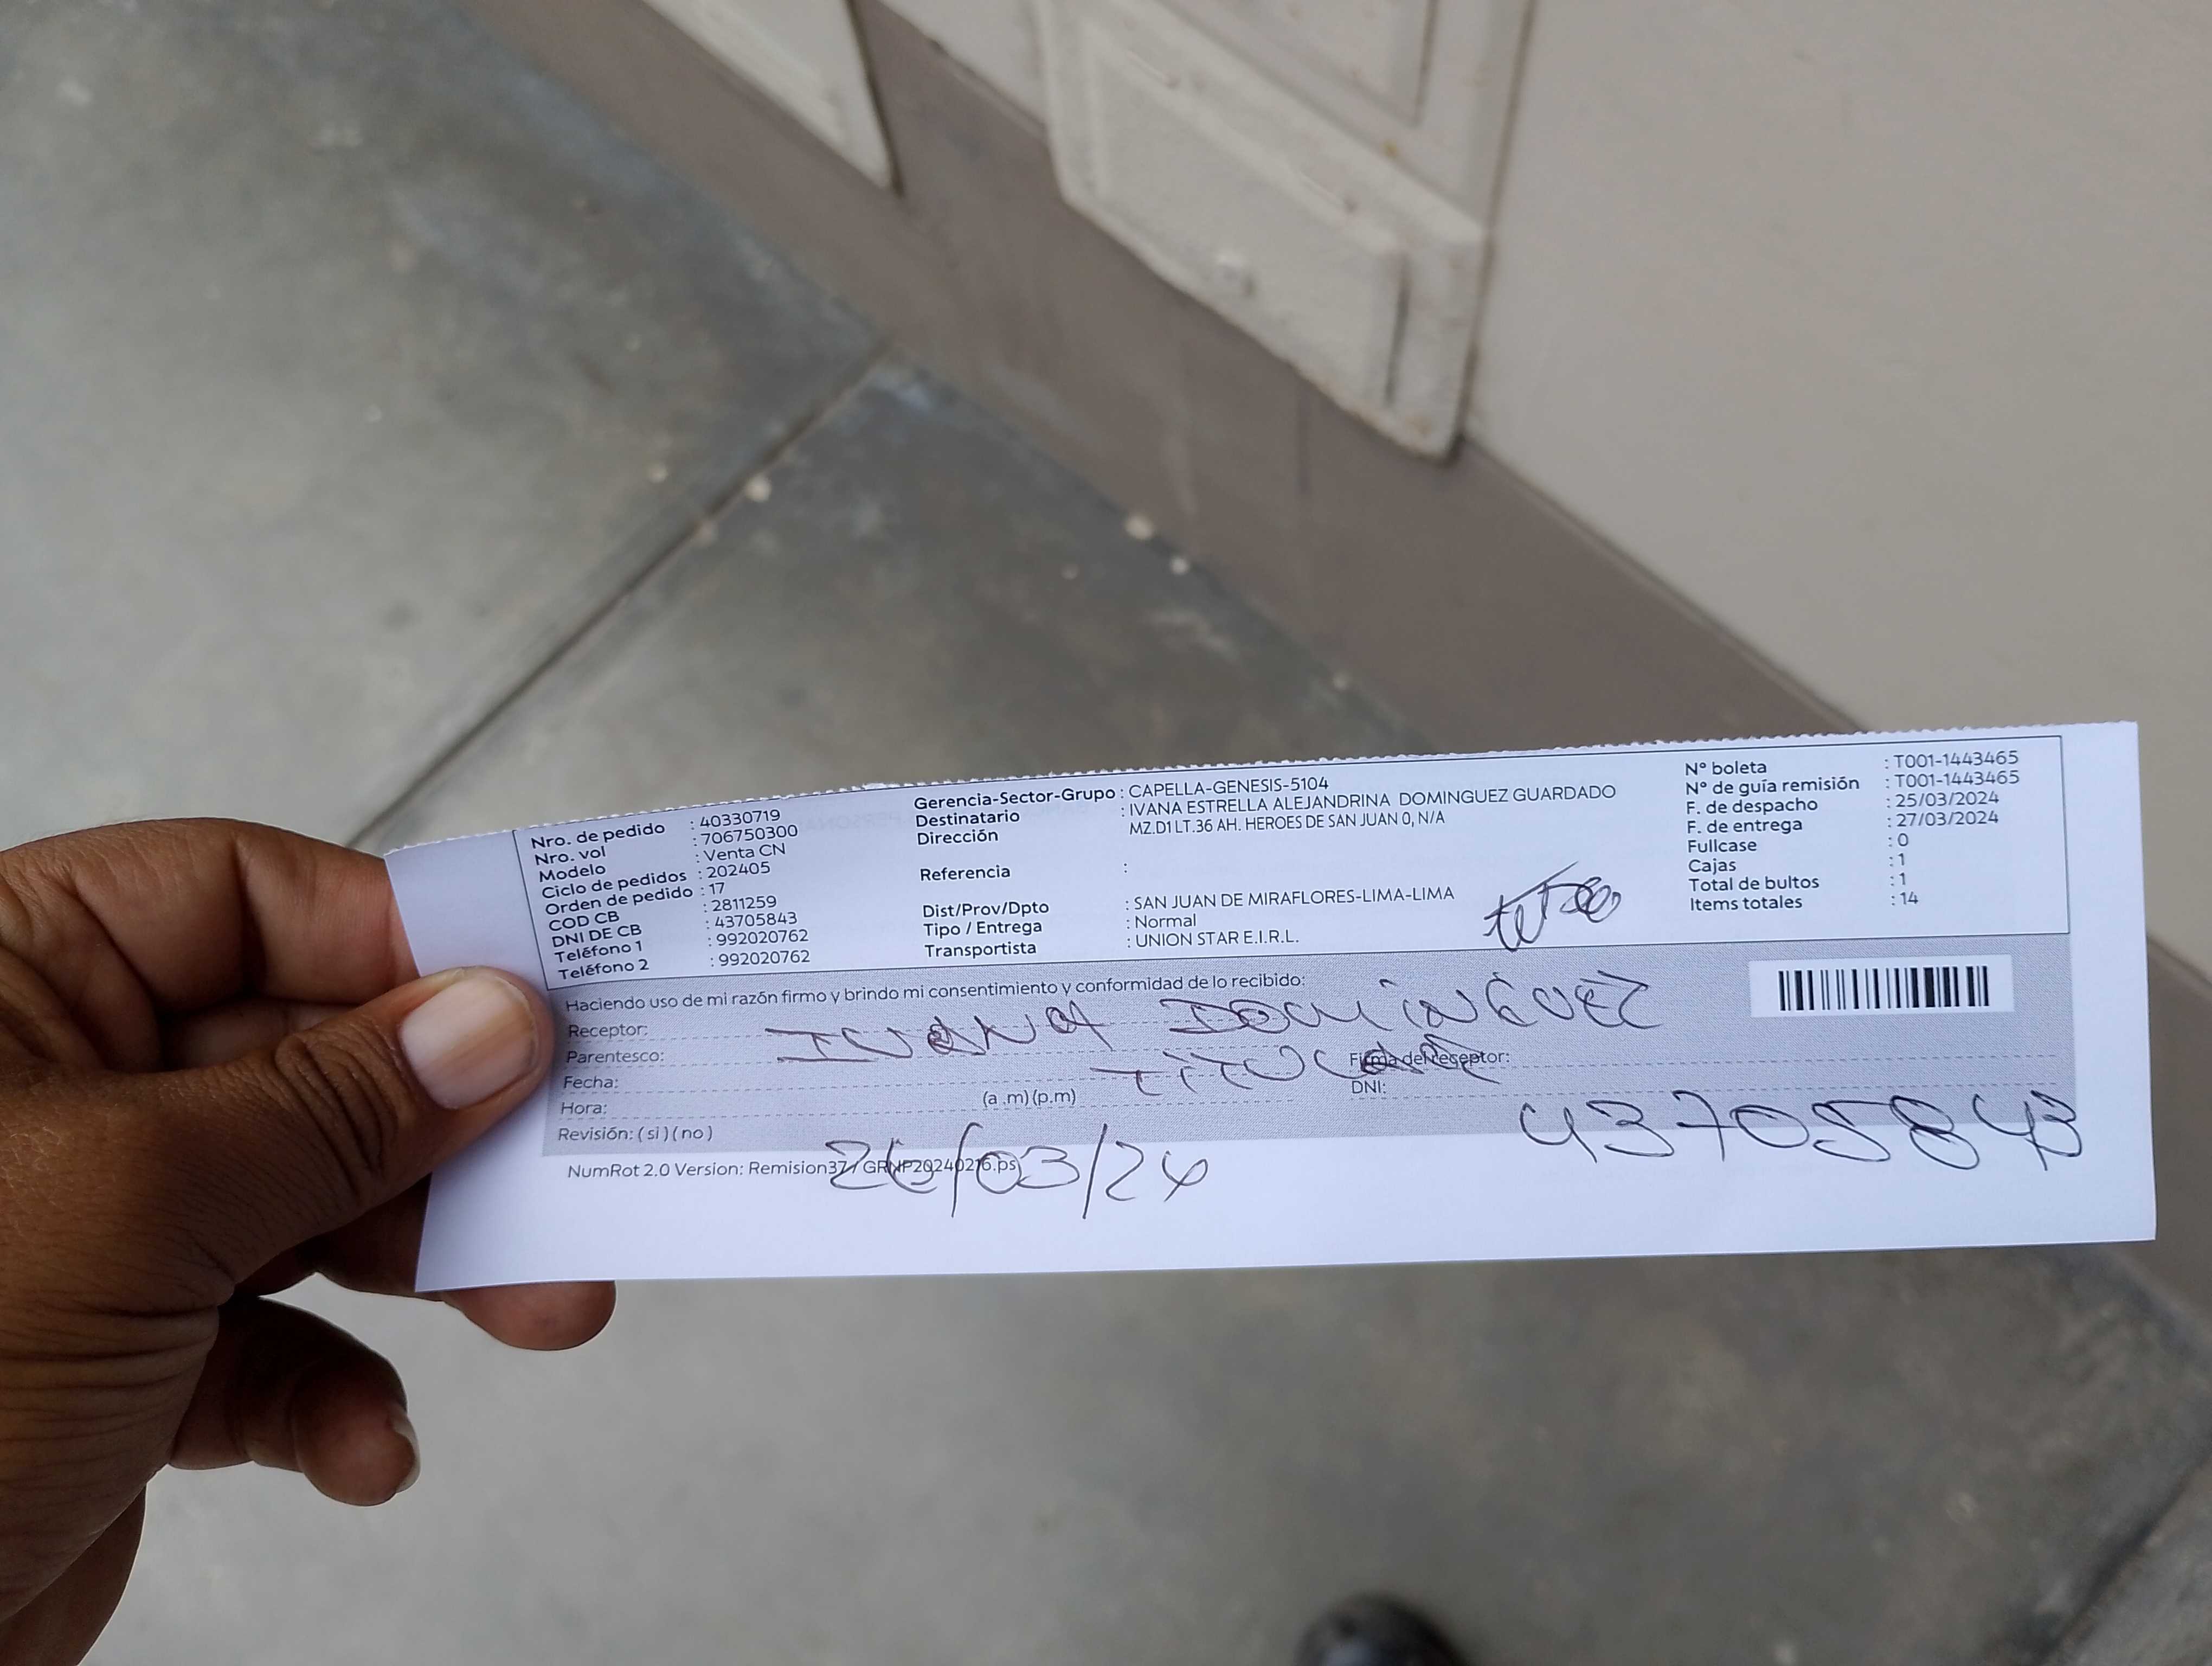 Nro. de pedido : 40330719
Nro. vol : 706750300
Modelo : Venta CN
Ciclo de pedidos : 202405
Orden de pedido : 17
COD CB : 2811259
DNI DE CB : 43705843
Teléfono 1 : 992020762
Teléfono 2 : 992020762
Gerencia-Sector-Grupo : CAPELLA-GENESIS-5104
Destinatario : IVANA ESTRELLA ALEJANDRINA DOMINGUEZ GUARDADO
Dirección MZ.D1 LT.36 AH. HEROES DE SAN JUAN 0, N/A
Referencia :
Dist/Prov/Dpto : SAN JUAN DE MIRAFLORES-LIMA-LIMA
Tipo / Entrega : Normal
Transportista : UNION STAR E.I.R.L.
N° boleta : T001-1443465
N° de guía remisión : T001-1443465
F. de despacho : 25/03/2024
F. de entrega : 27/03/2024
Fullcase : 0
Cajas : 1
Total de bultos : 1
Items totales : 14
Haciendo uso de mi razón firmo y brindo mi consentimiento y conformidad de lo recibido:
Receptor: IVANA DOMINGUEZ
Parentesco: TITULAR
Firma del receptor:
Fecha:
DNI: 43705843
Hora: (a .m) (p.m)
Revisión: ( si ) ( no )
26/03/24
NumRot 2.0 Version: Remision37 / GRNP20240216.ps